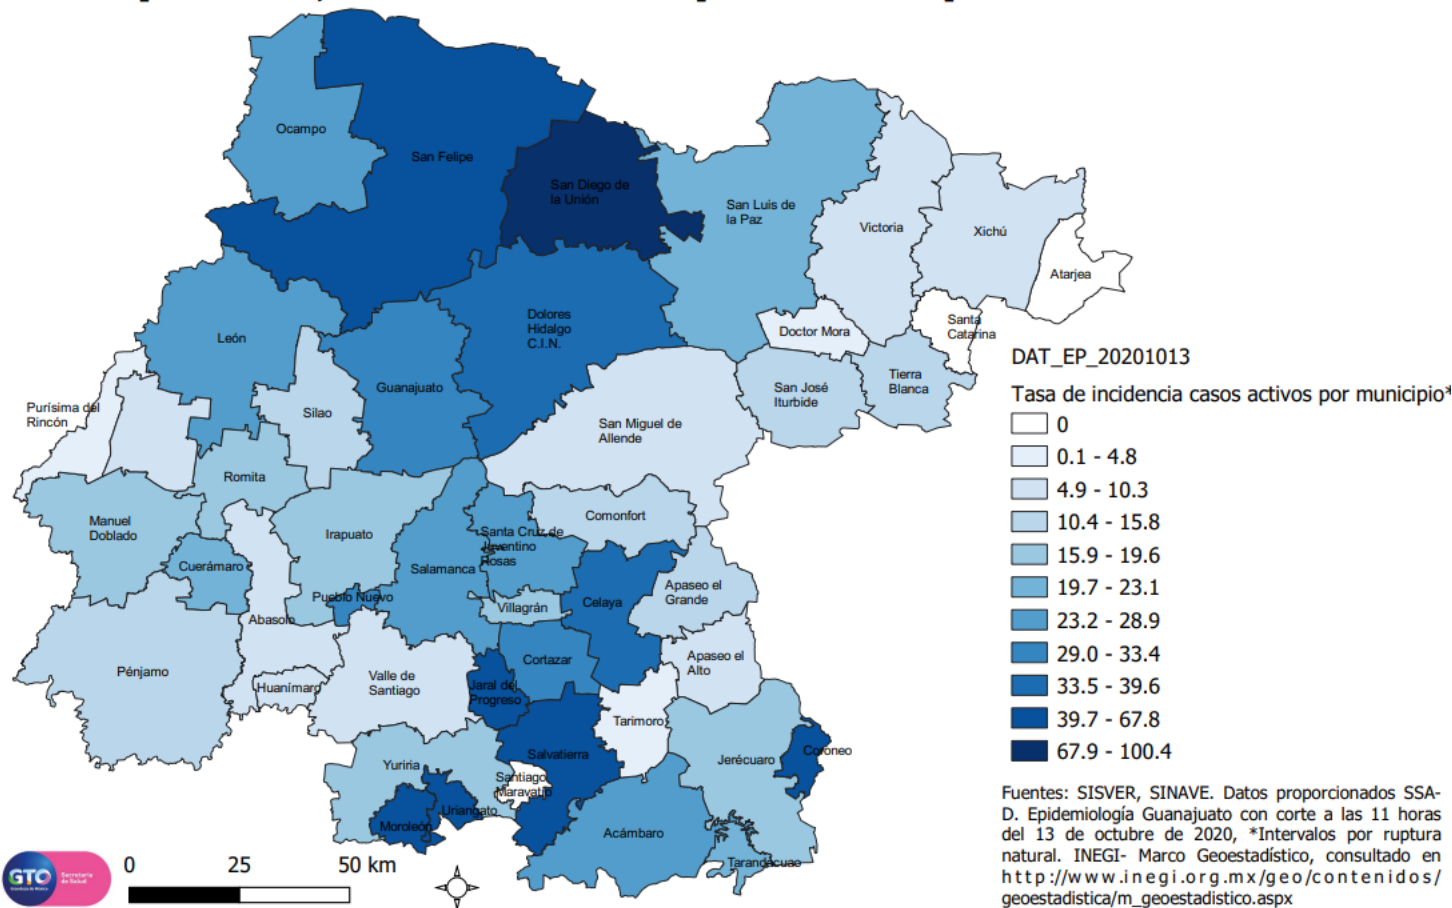 Ocampo
San Felipe
San Diego de
la Unión
San Luis de
la Paz
Victoria
Xichú
Atarjea
Santa
Catarina
Doctor Mora
Tierra
Blanca
San José
Iturbide
Dolores
Hidalgo
C.I.N.
León
Guanajuato
Silao
Purísima del
Rincón
San Miguel de
Allende
Romita
Manuel
Doblado
Irapuato
Comonfort
Santa Cruz de
Juventino
Rosas
Salamanca
Cuerámaro
Pueblo Nuevo
Villagrán
Celaya
Apaseo el
Grande
Abasolo
Pénjamo
Huanímaro
Valle de
Santiago
Cortazar
Apaseo el
Alto
Jaral del
Progreso
Tarimoro
Salvatierra
Jerécuaro
Coroneo
Yuriria
Santiago
Maravatío
Uriangato
Moroleón
Acámbaro
Tarandacuao
DAT_EP_20201013
Tasa de incidencia casos activos por municipio*
0
0.1 - 4.8
4.9 - 10.3
10.4 - 15.8
15.9 - 19.6
19.7 - 23.1
23.2 - 28.9
29.0 - 33.4
33.5 - 39.6
39.7 - 67.8
67.9 - 100.4
Fuentes: SISVER, SINAVE. Datos proporcionados SSA-
D. Epidemiología Guanajuato con corte a las 11 horas
del 13 de octubre de 2020, *Intervalos por ruptura
natural. INEGI- Marco Geoestadístico, consultado en
http://www.inegi.org.mx/geo/contenidos/
geoestadistica/m_geoestadistico.aspx
GTO
Secretaría
de Salud
0 25 50 km